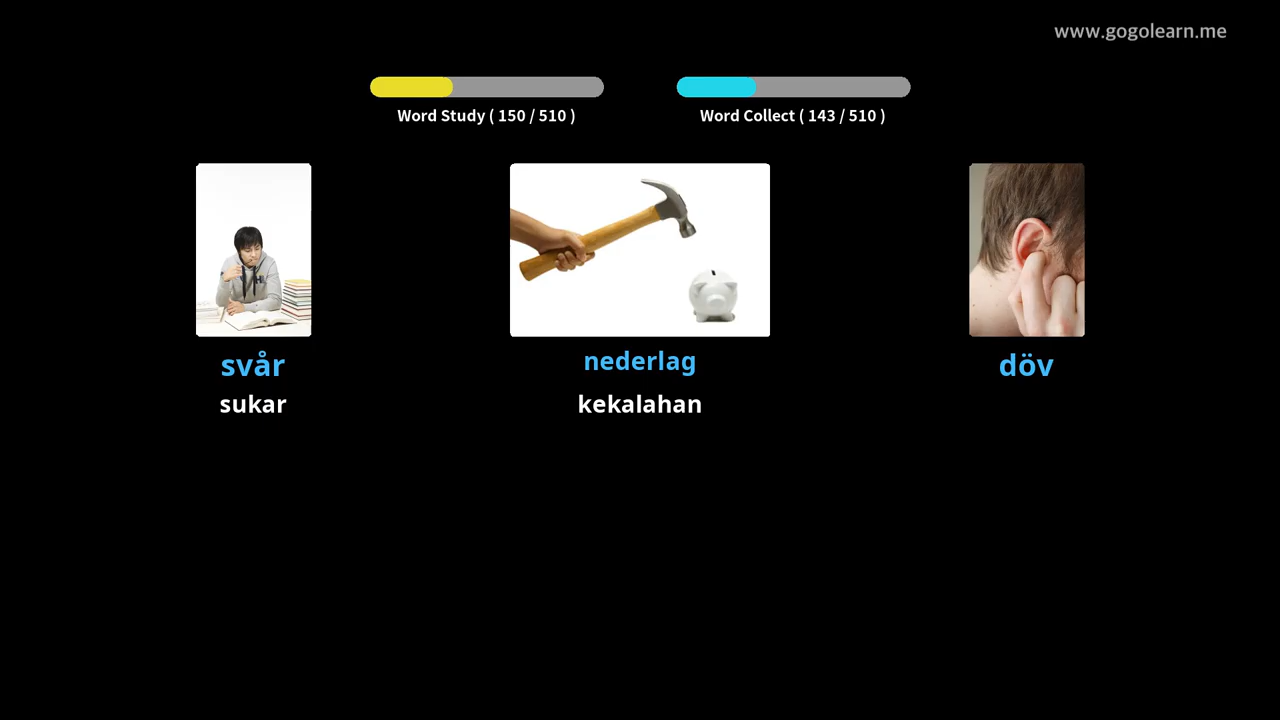 www.gogolearn.me
Word Study ( 150 / 510 )
Word Collect ( 143 / 510 )
svår
nederlag
döv
sukar
kekalahan